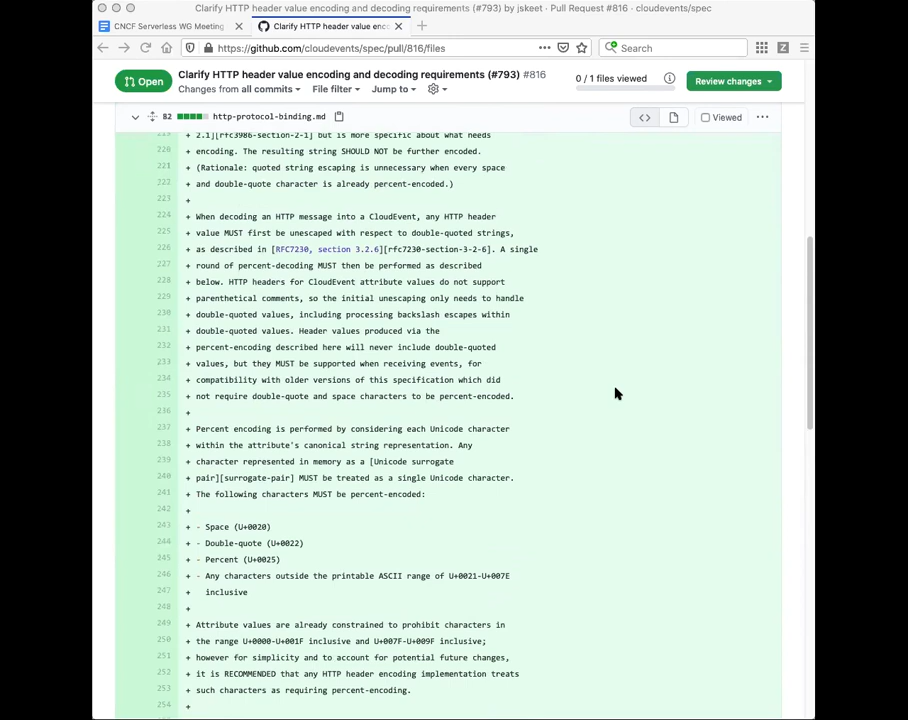 Clarify HTTP header value encoding and decoding requirements (#793) by jskeet · Pull Request #816 · cloudevents/spec
CNCF Serverless WG Meeting
Clarify HTTP header value enc
https://github.com/cloudevents/spec/pull/816/files
Search
Open
Clarify HTTP header value encoding and decoding requirements (#793) #816
Changes from all commits
File filter
Jump to
0 / 1 files viewed
Review changes
82
http-protocol-binding.md
Viewed
219 + 2.1][rfc3986-section-2-1] but is more specific about what needs
220 + encoding. The resulting string SHOULD NOT be further encoded.
221 + (Rationale: quoted string escaping is unnecessary when every space
222 + and double-quote character is already percent-encoded.)
223 +
224 + When decoding an HTTP message into a CloudEvent, any HTTP header
225 + value MUST first be unescaped with respect to double-quoted strings,
226 + as described in [RFC7230, section 3.2.6][rfc7230-section-3-2-6]. A single
227 + round of percent-decoding MUST then be performed as described
228 + below. HTTP headers for CloudEvent attribute values do not support
229 + parenthetical comments, so the initial unescaping only needs to handle
230 + double-quoted values, including processing backslash escapes within
231 + double-quoted values. Header values produced via the
232 + percent-encoding described here will never include double-quoted
233 + values, but they MUST be supported when receiving events, for
234 + compatibility with older versions of this specification which did
235 + not require double-quote and space characters to be percent-encoded.
236 +
237 + Percent encoding is performed by considering each Unicode character
238 + within the attribute's canonical string representation. Any
239 + character represented in memory as a [Unicode surrogate
240 + pair][surrogate-pair] MUST be treated as a single Unicode character.
241 + The following characters MUST be percent-encoded:
242 +
243 + - Space (U+0020)
244 + - Double-quote (U+0022)
245 + - Percent (U+0025)
246 + - Any characters outside the printable ASCII range of U+0021-U+007E
247 + inclusive
248 +
249 + Attribute values are already constrained to prohibit characters in
250 + the range U+0000-U+001F inclusive and U+007F-U+009F inclusive;
251 + however for simplicity and to account for potential future changes,
252 + it is RECOMMENDED that any HTTP header encoding implementation treats
253 + such characters as requiring percent-encoding.
254 +